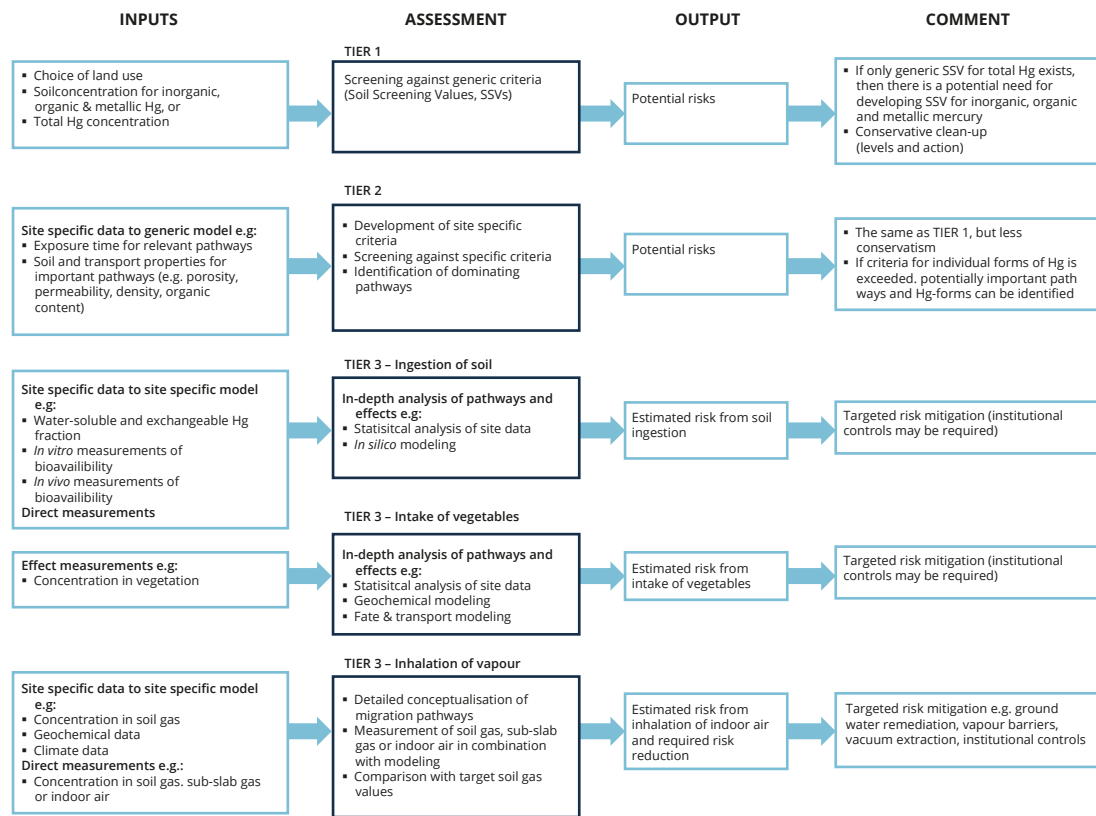 INPUTS
ASSESSMENT
OUTPUT
COMMENT
TIER 1
▪ Choice of land use
▪ Soilconcentration for inorganic,
organic & metallic Hg, or
▪ Total Hg concentration
Screening against generic criteria
(Soil Screening Values, SSVs)
Potential risks
▪ If only generic SSV for total Hg exists,
then there is a potential need for
developing SSV for inorganic, organic
and metallic mercury
▪ Conservative clean-up
(levels and action)
TIER 2
Site specific data to generic model e.g:
▪ Exposure time for relevant pathways
▪ Soil and transport properties for
important pathways (e.g. porosity,
permeability, density, organic
content)
▪ Development of site specific
criteria
▪ Screening against specific criteria
▪ Identification of dominating
pathways
Potential risks
▪ The same as TIER 1, but less
conservatism
▪ If criteria for individual forms of Hg is
exceeded. potentially important path
ways and Hg-forms can be identified
TIER 3 – Ingestion of soil
Site specific data to site specific model
e.g:
▪ Water-soluble and exchangeable Hg
fraction
▪ In vitro measurements of
bioavailibility
▪ In vivo measurements of
bioavailibility
Direct measurements
In-depth analysis of pathways and
effects e.g:
▪ Statisitcal analysis of site data
▪ In silico modeling
Estimated risk from soil
ingestion
Targeted risk mitigation (institutional
controls may be required)
TIER 3 – Intake of vegetables
Effect measurements e.g:
▪ Concentration in vegetation
In-depth analysis of pathways and
effects e.g:
▪ Statisitcal analysis of site data
▪ Geochemical modeling
▪ Fate & transport modeling
Estimated risk from
intake of vegetables
Targeted risk mitigation (institutional
controls may be required)
TIER 3 – Inhalation of vapour
Site specific data to site specific model
e.g:
▪ Concentration in soil gas
▪ Geochemical data
▪ Climate data
Direct measurements e.g.:
▪ Concentration in soil gas. sub-slab gas
or indoor air
▪ Detailed conceptualisation of
migration pathways
▪ Measurement of soil gas, sub-slab
gas or indoor air in combination
with modeling
▪ Comparison with target soil gas
values
Estimated risk from
inhalation of indoor air
and required risk
reduction
Targeted risk mitigation e.g. ground
water remediation, vapour barriers,
vacuum extraction, institutional controls